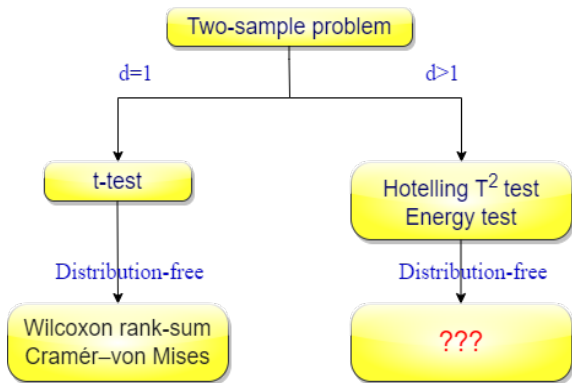 Two-sample problem
d=1
d>1
t-test
Hotelling T² test
Energy test
Distribution-free
Distribution-free
Wilcoxon rank-sum
Cramér–von Mises
???